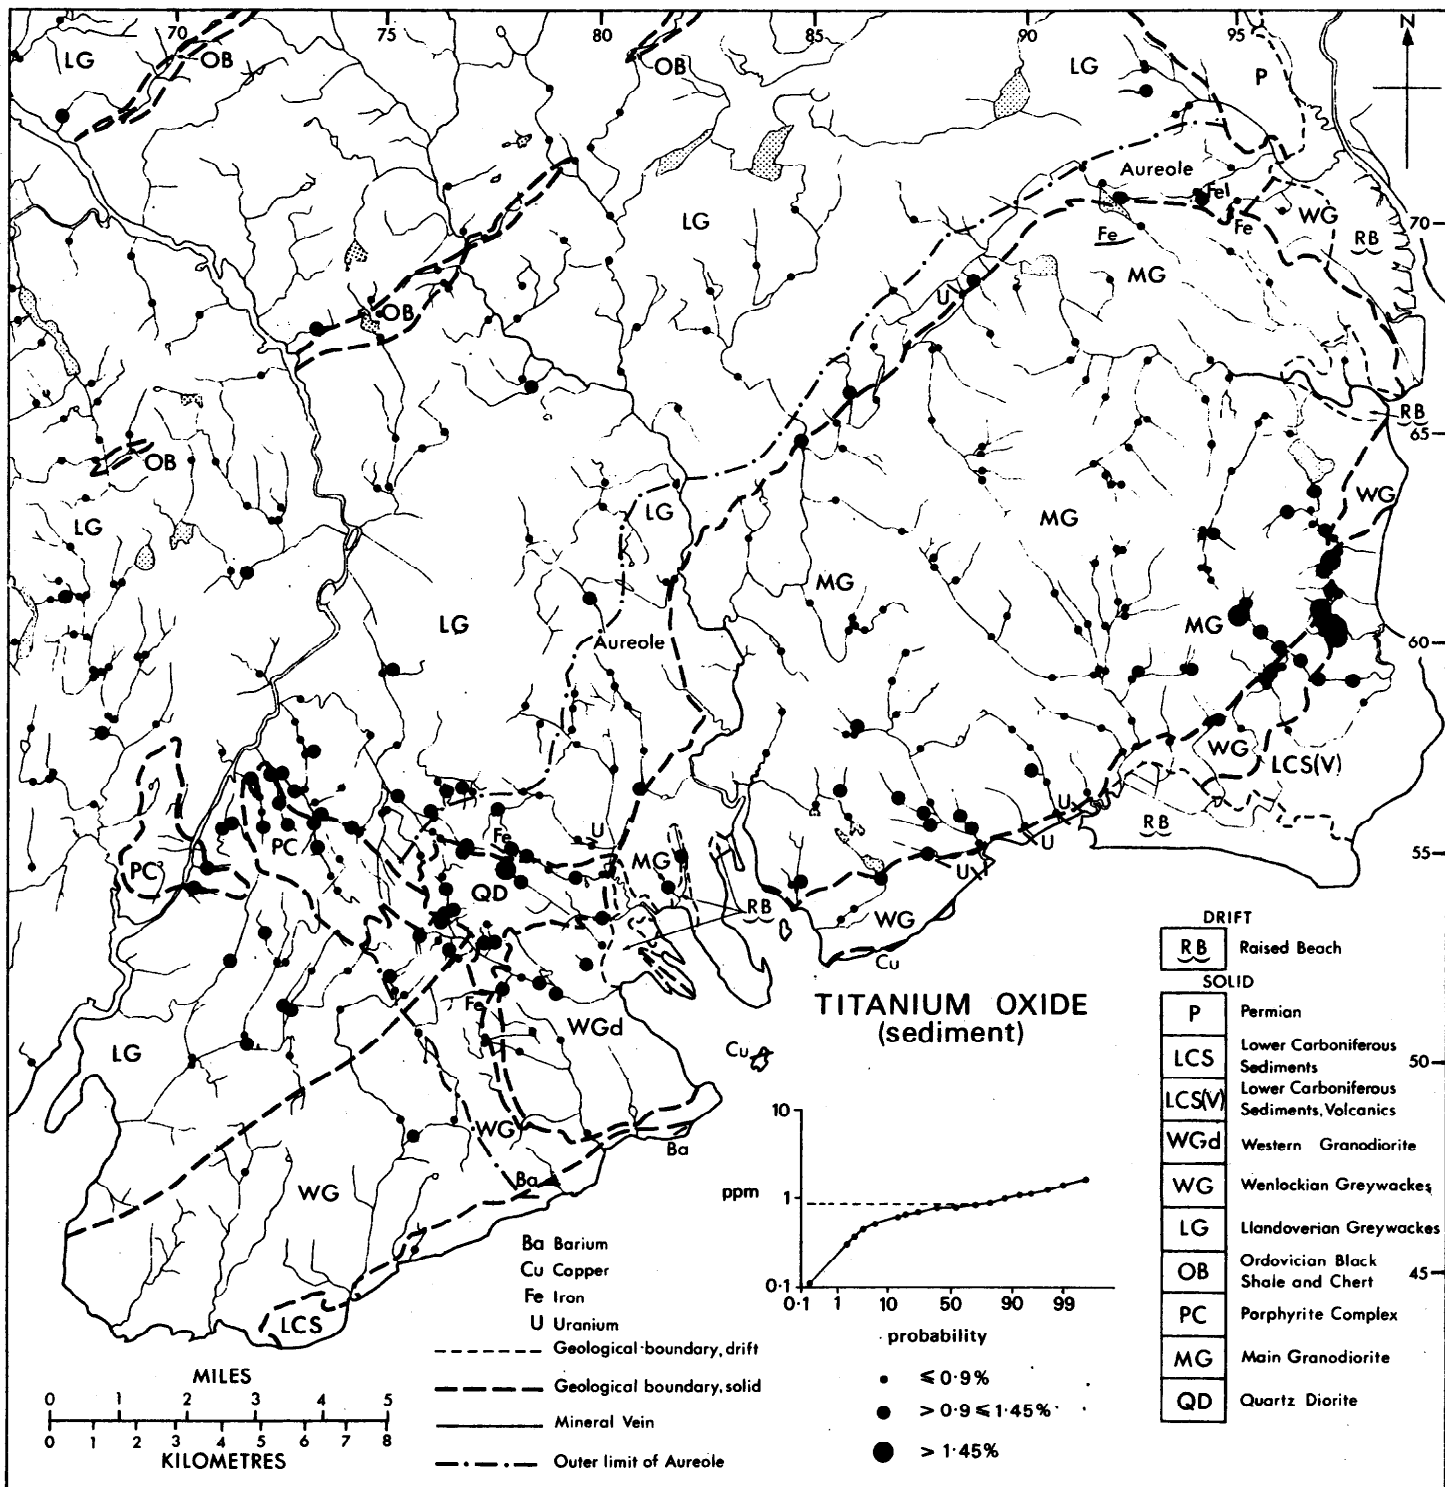 70 75 80 85 90 95 N
LG OB OB LG P
Aureole Fe
LG WG 70
Fe RB
Fe
MG
U
OB
RB
OB 65
WG
LG LG MG
MG
LG MG
Aureole 60
WG
LCS(V)
U
RB
Fe U
PC MG U
PC U 55
QD
RB
WG
Cu
Fe
WGd
LG Cu
WG
Ba
Ba
WG
LCS
TITANIUM OXIDE
(sediment)
10
ppm
1
0·1
0·1 1 10 50 90 99
probability
≤ 0·9%
> 0·9 ≤ 1·45%
> 1·45%
Ba Barium
Cu Copper
Fe Iron
U Uranium
Geological boundary, drift
Geological boundary, solid
Mineral Vein
Outer limit of Aureole
MILES
0 1 2 3 4 5
0 1 2 3 4 5 6 7 8
KILOMETRES
DRIFT
RB Raised Beach
SOLID
P Permian
LCS Lower Carboniferous
Sediments
LCS(V) Lower Carboniferous
Sediments, Volcanics
WGd Western Granodiorite
WG Wenlockian Greywackes
LG Llandoverian Greywackes
OB Ordovician Black
Shale and Chert
PC Porphyrite Complex
MG Main Granodiorite
QD Quartz Diorite
50
45